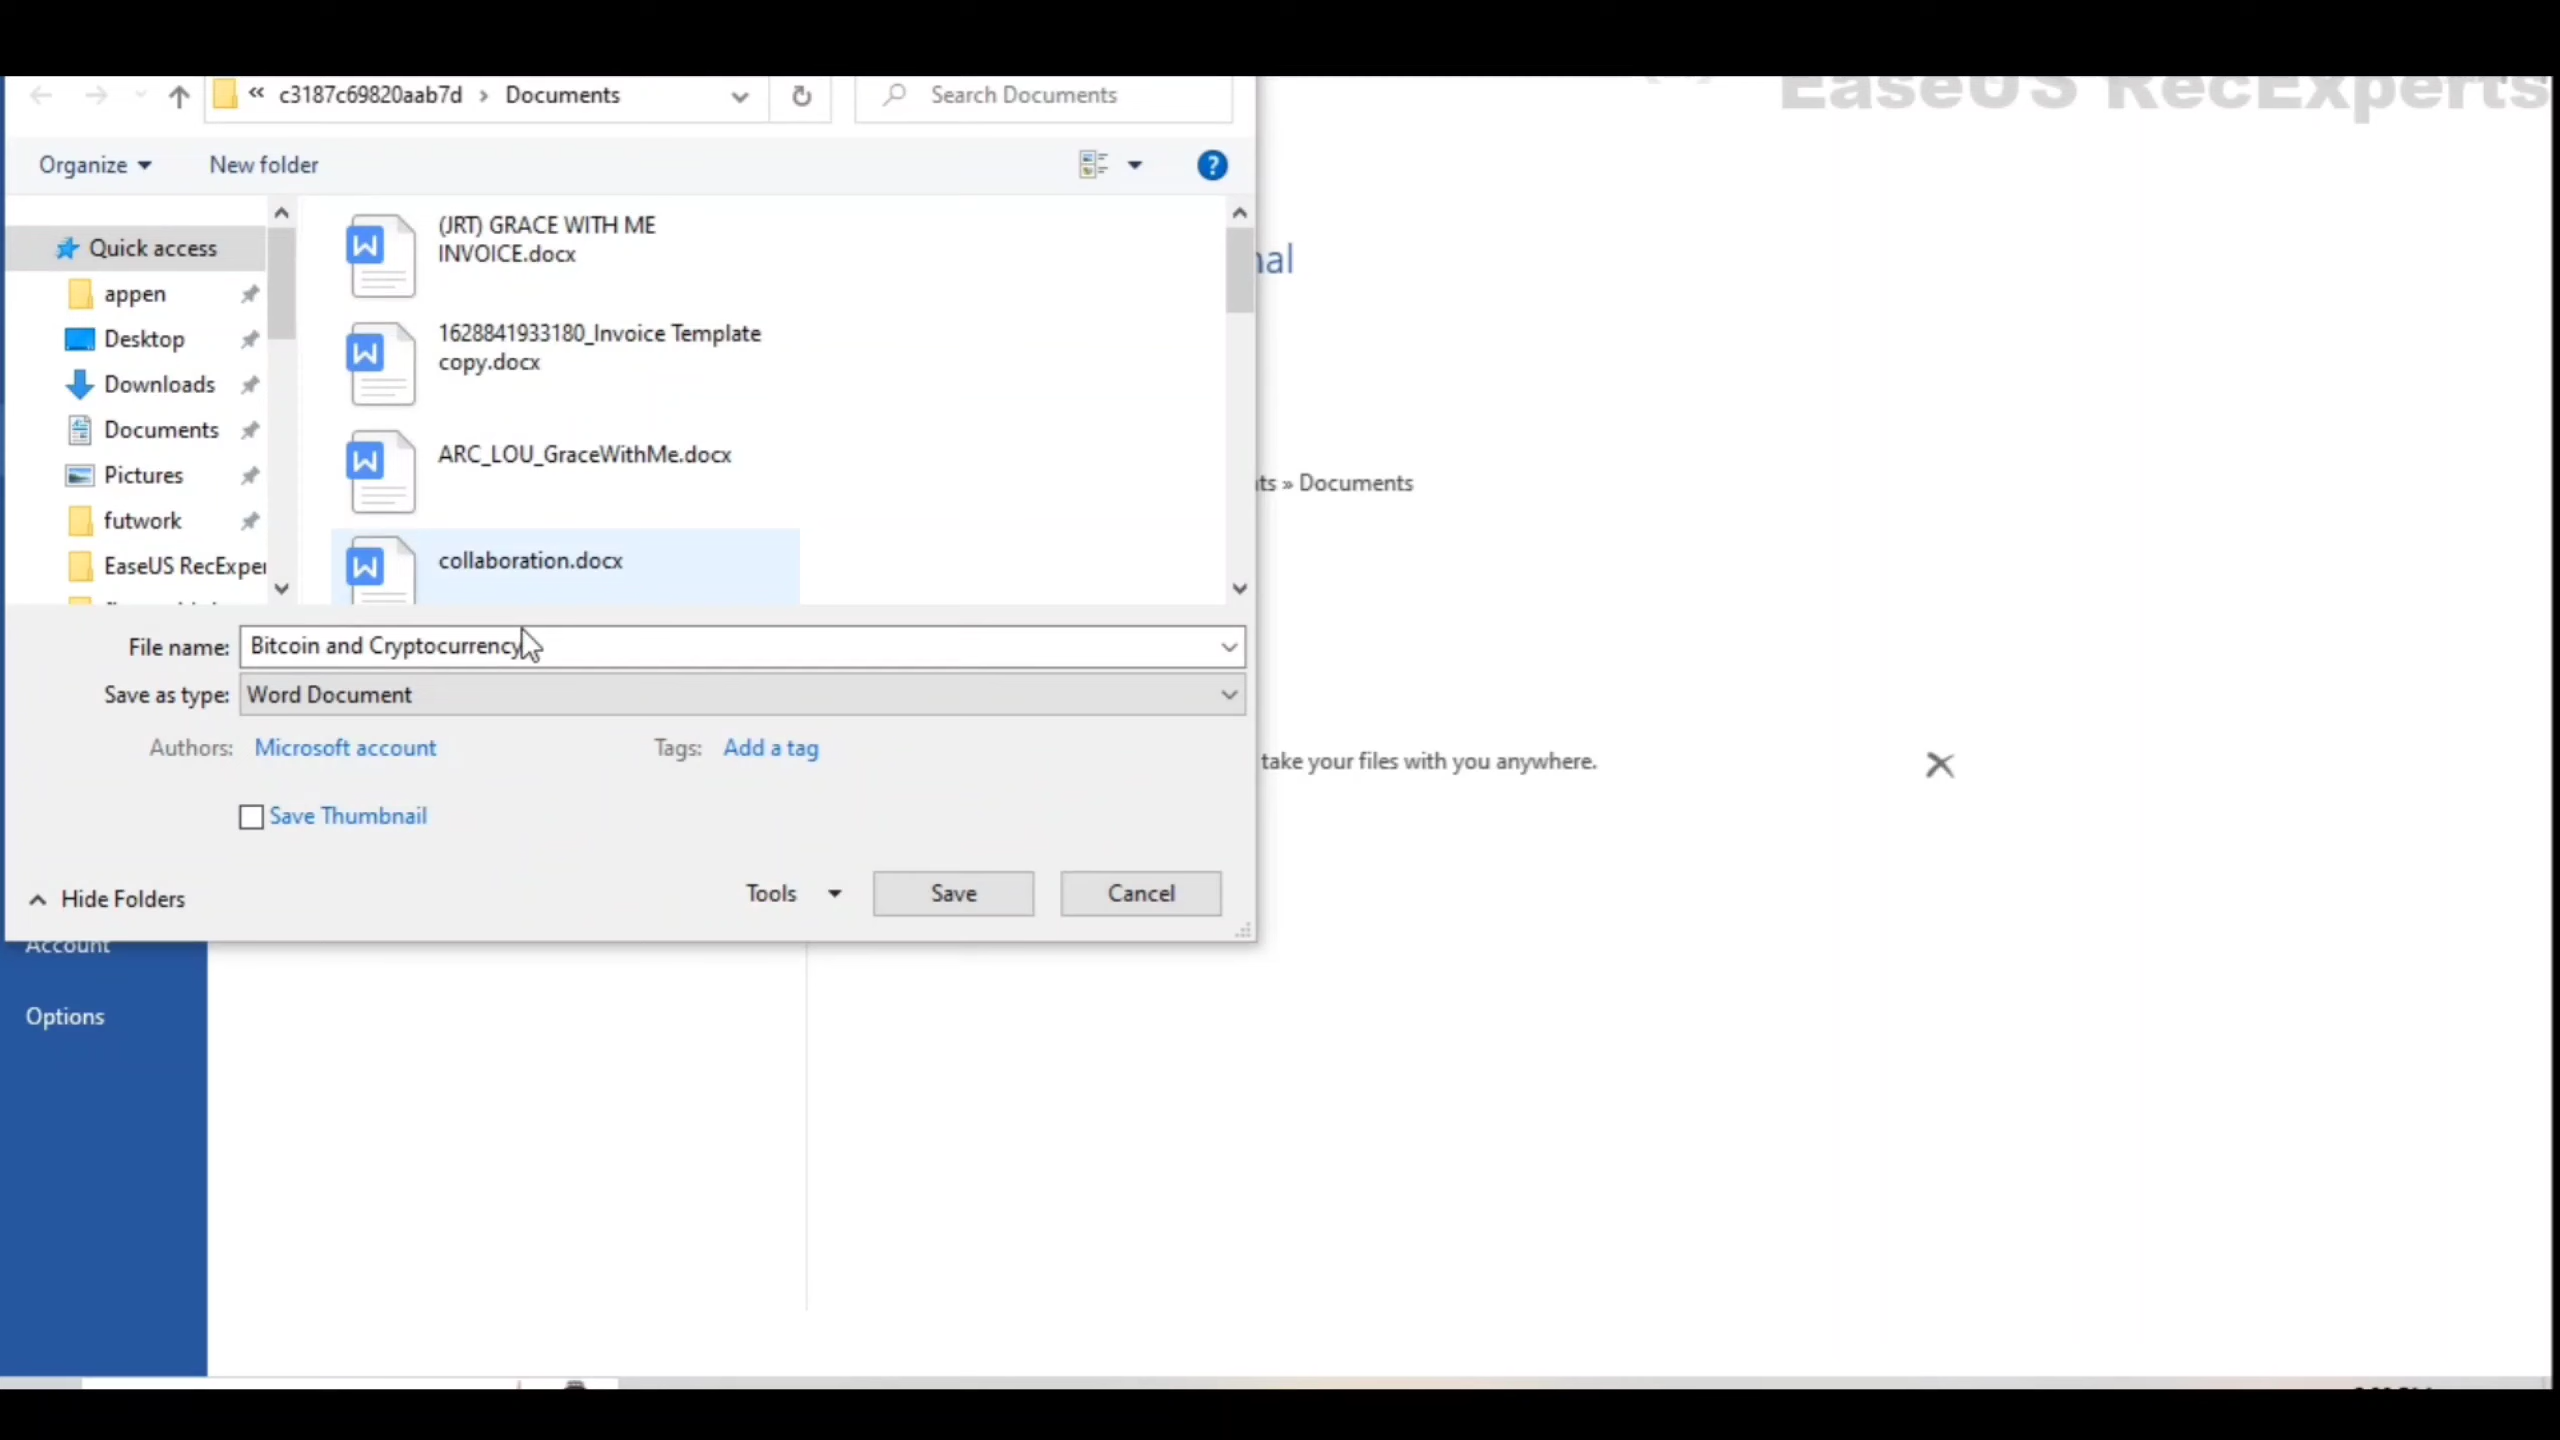 EaseUS RecExperts
« c3187c69820aab7d › Documents
Search Documents
Organize
New folder
?
Quick access
appen
Desktop
Downloads
Documents
Pictures
futwork
EaseUS RecExper
(JRT) GRACE WITH ME
INVOICE.docx
1628841933180_Invoice Template
copy.docx
ARC_LOU_GraceWithMe.docx
collaboration.docx
nal
ts » Documents
File name: Bitcoin and Cryptocurrency
Save as type: Word Document
Authors: Microsoft account
Tags: Add a tag
take your files with you anywhere.
Save Thumbnail
Hide Folders
Tools
Save
Cancel
Account
Options